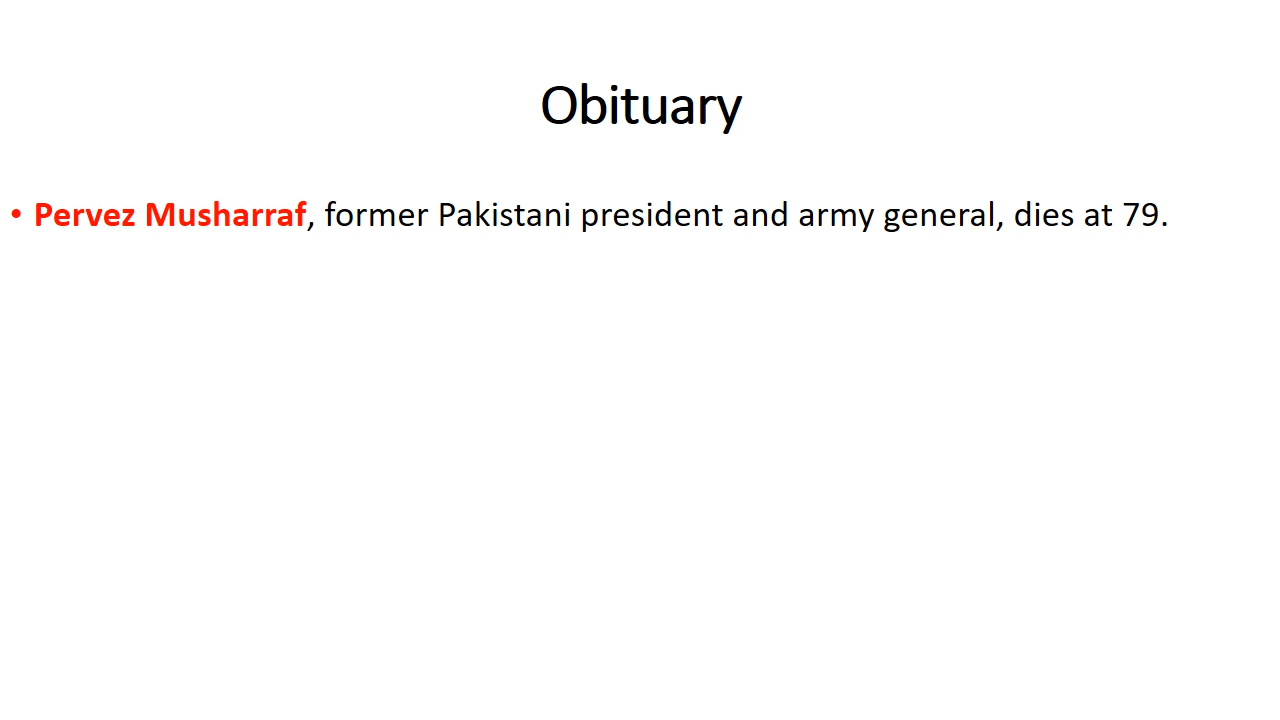 Obituary
• Pervez Musharraf, former Pakistani president and army general, dies at 79.